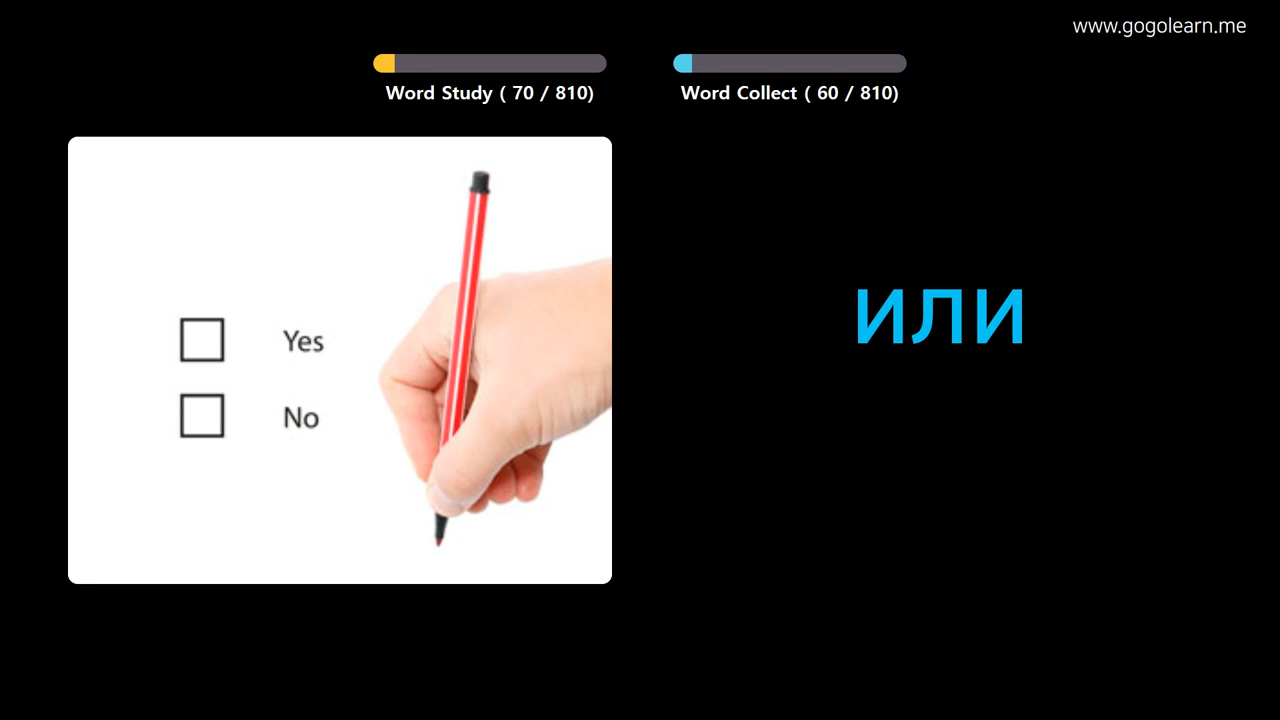 www.gogolearn.me
Word Study ( 70 / 810)
Word Collect ( 60 / 810)
Yes
No
или